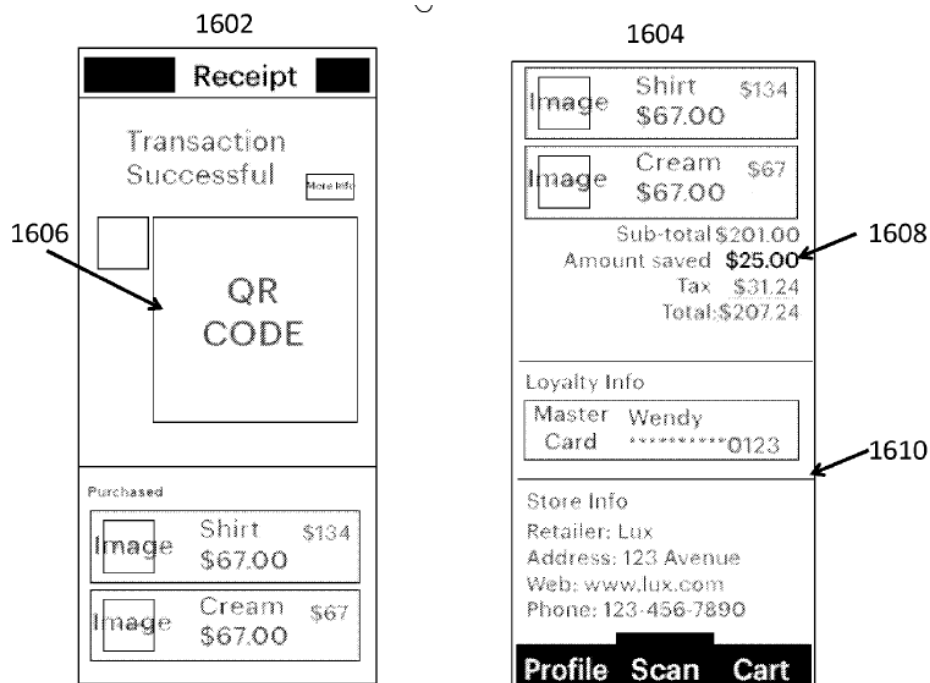 1602
Receipt
Transaction
Successful
More Info
1606
QR
CODE
Purchased
Image
Shirt $134
$67.00
Image
Cream $67
$67.00
1604
Image
Shirt $134
$67.00
Image
Cream $67
$67.00
Sub-total $201.00
1608
Amount saved $25.00
Tax $31.24
Total:$207.24
Loyalty Info
Master Wendy
Card **********0123
1610
Store Info
Retailer: Lux
Address: 123 Avenue
Web: www.lux.com
Phone: 123-456-7890
Profile Scan Cart